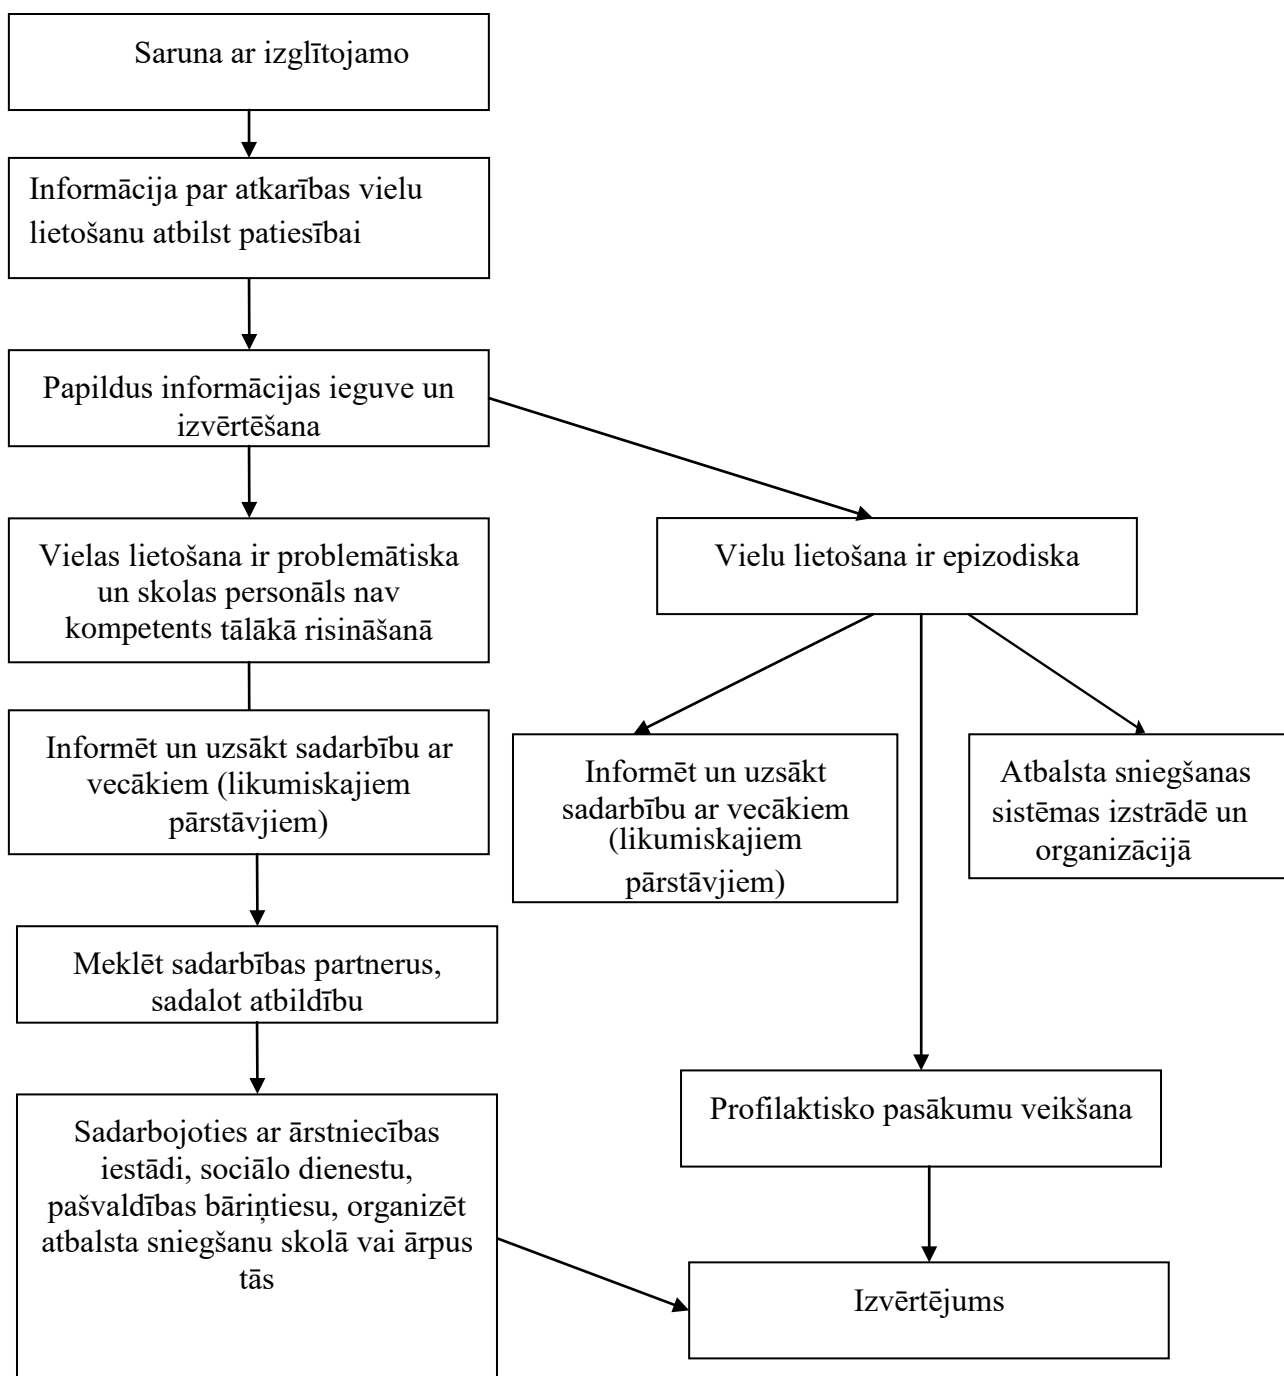 Saruna ar izglītojamo
Informācija par atkarības vielu
lietošanu atbilst patiesībai
Papildus informācijas ieguve un
izvērtēšana
Vielas lietošana ir problemātiska
un skolas personāls nav
kompetents tālākā risināšanā
Vielu lietošana ir epizodiska
Informēt un uzsākt sadarbību ar
vecākiem (likumiskajiem
pārstāvjiem)
Informēt un uzsākt
sadarbību ar vecākiem
(likumiskajiem
pārstāvjiem)
Atbalsta sniegšanas
sistēmas izstrādē un
organizācijā
Meklēt sadarbības partnerus,
sadalot atbildību
Sadarbojoties ar ārstniecības
iestādi, sociālo dienestu,
pašvaldības bāriņtiesu, organizēt
atbalsta sniegšanu skolā vai ārpus
tās
Profilaktisko pasākumu veikšana
Izvērtējums